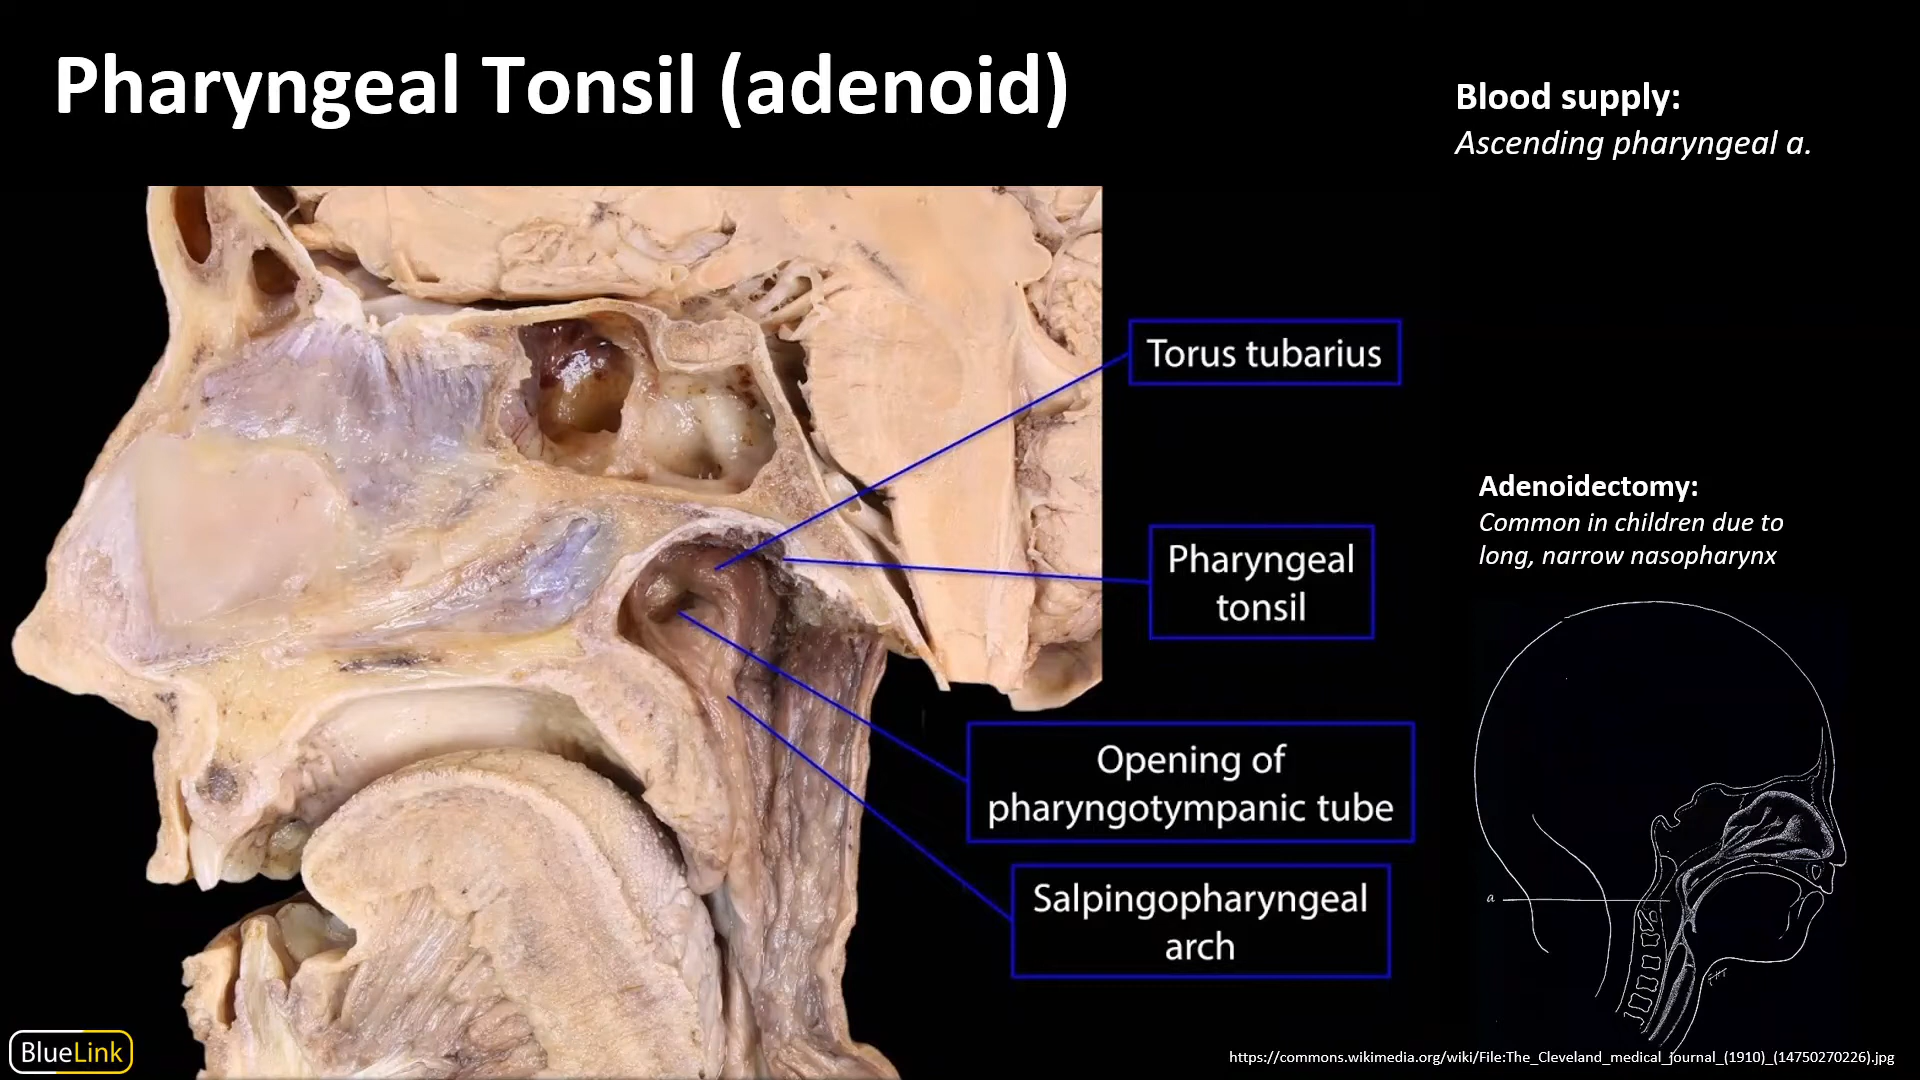 Pharyngeal Tonsil (adenoid)
Blood supply:
Ascending pharyngeal a.
Torus tubarius
Pharyngeal
tonsil
Adenoidectomy:
Common in children due to
long, narrow nasopharynx
Opening of
pharyngotympanic tube
Salpingopharyngeal
arch
a
BlueLink
https://commons.wikimedia.org/wiki/File:The_Cleveland_medical_journal_(1910)_(14750270226).jpg